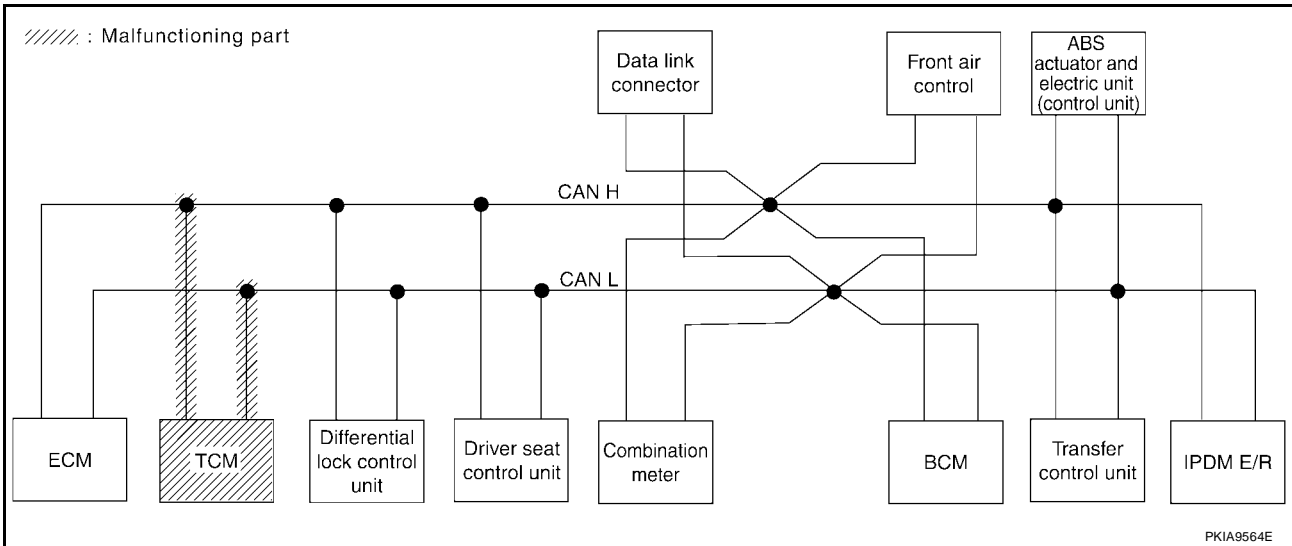 : Malfunctioning part
Data link
connector
Front air
control
ABS
actuator and
electric unit
(control unit)
CAN H
CAN L
ECM
TCM
Differential
lock control
unit
Driver seat
control unit
Combination
meter
BCM
Transfer
control unit
IPDM E/R
PKIA9564E